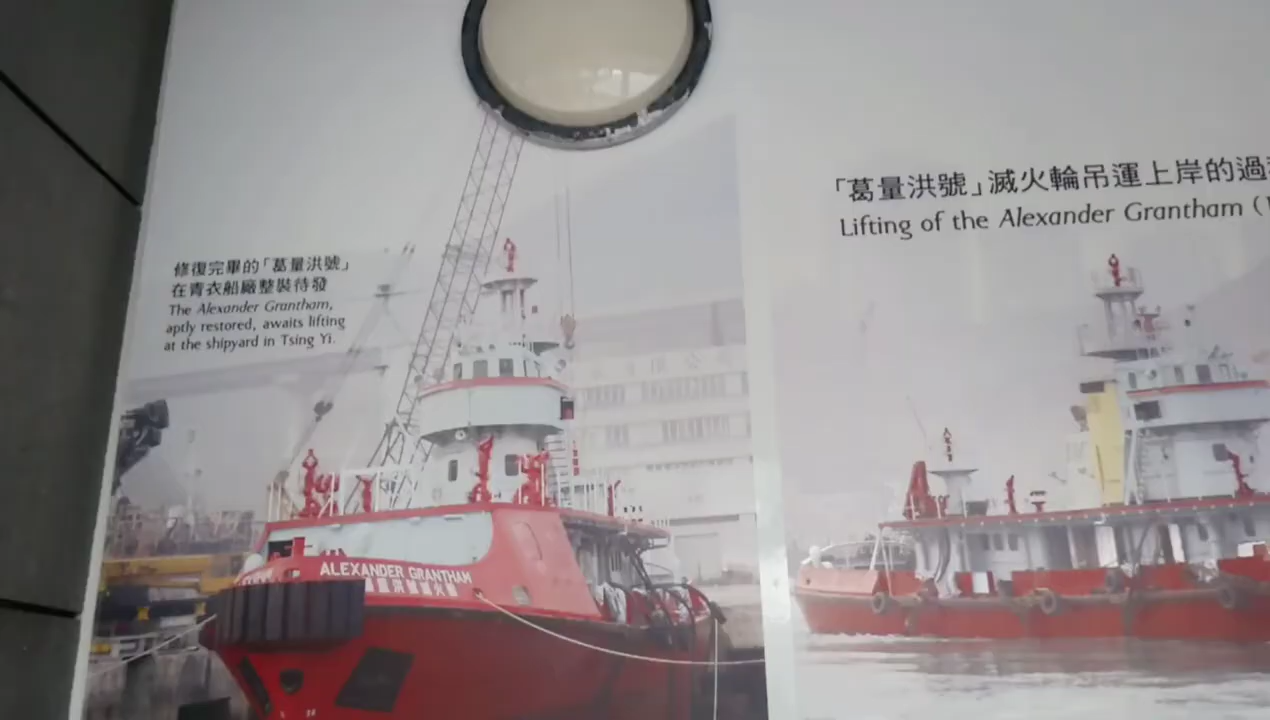 修復完畢的「葛量洪號」
在青衣船廠整裝待發
The Alexander Grantham,
aptly restored, awaits lifting
at the shipyard in Tsing Yi.
「葛量洪號」滅火輪吊運上岸的過
Lifting of the Alexander Grantham (
ALEXANDER GRANTHAM